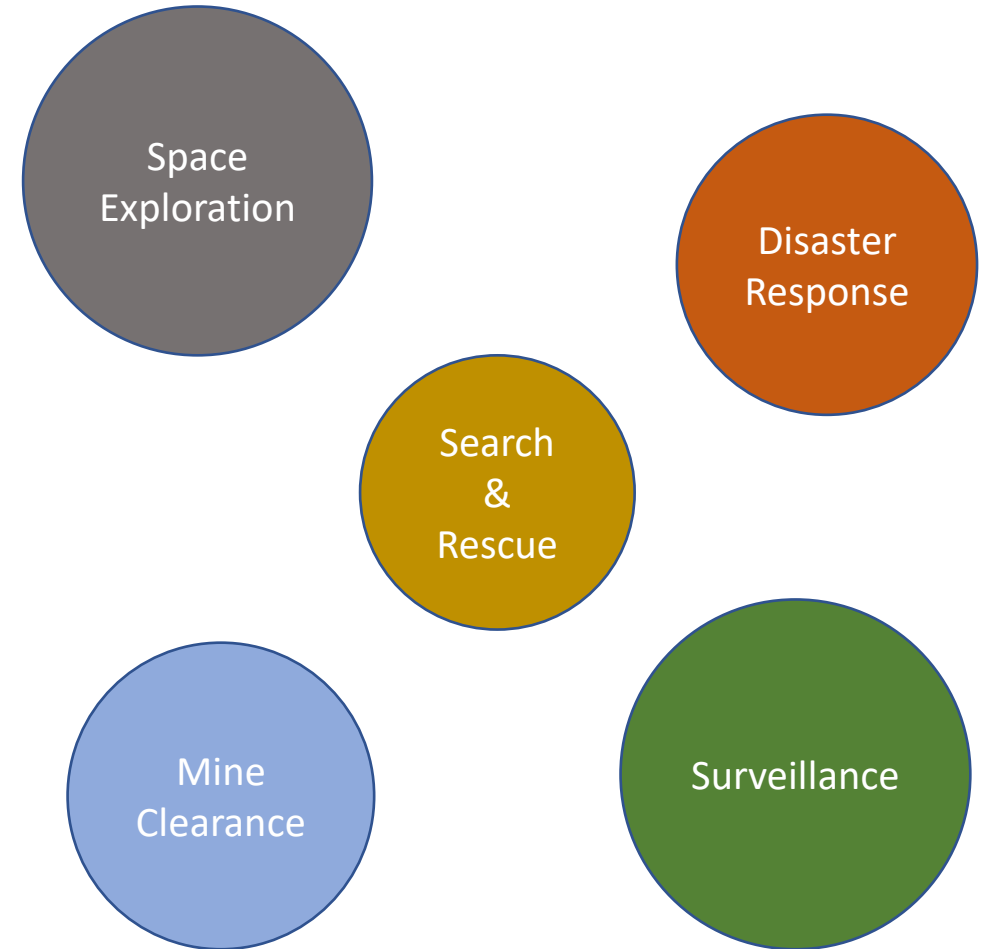 Space
Exploration
Disaster
Response
Search
&
Rescue
Mine
Clearance
Surveillance